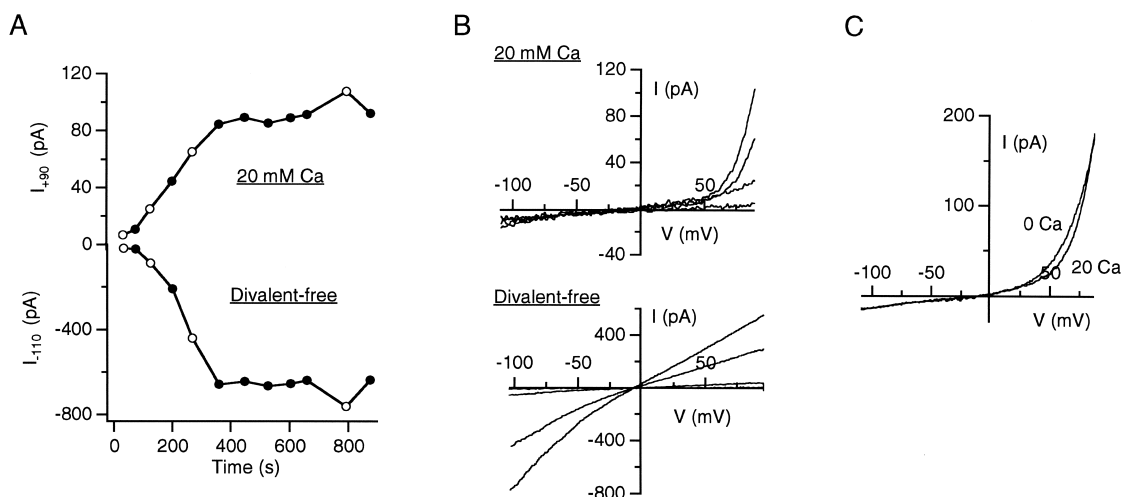 A
B
C
20 mM Ca
120
80
40
0
-400
-800
I+90 (pA)
I-110 (pA)
20 mM Ca
Divalent-free
0 200 400 600 800
Time (s)
120
80
40
-40
I (pA)
-100 -50 50
V (mV)
Divalent-free
400
-400
-800
I (pA)
-100 -50 50
V (mV)
200
100
I (pA)
0 Ca
20 Ca
-100 -50 50
V (mV)